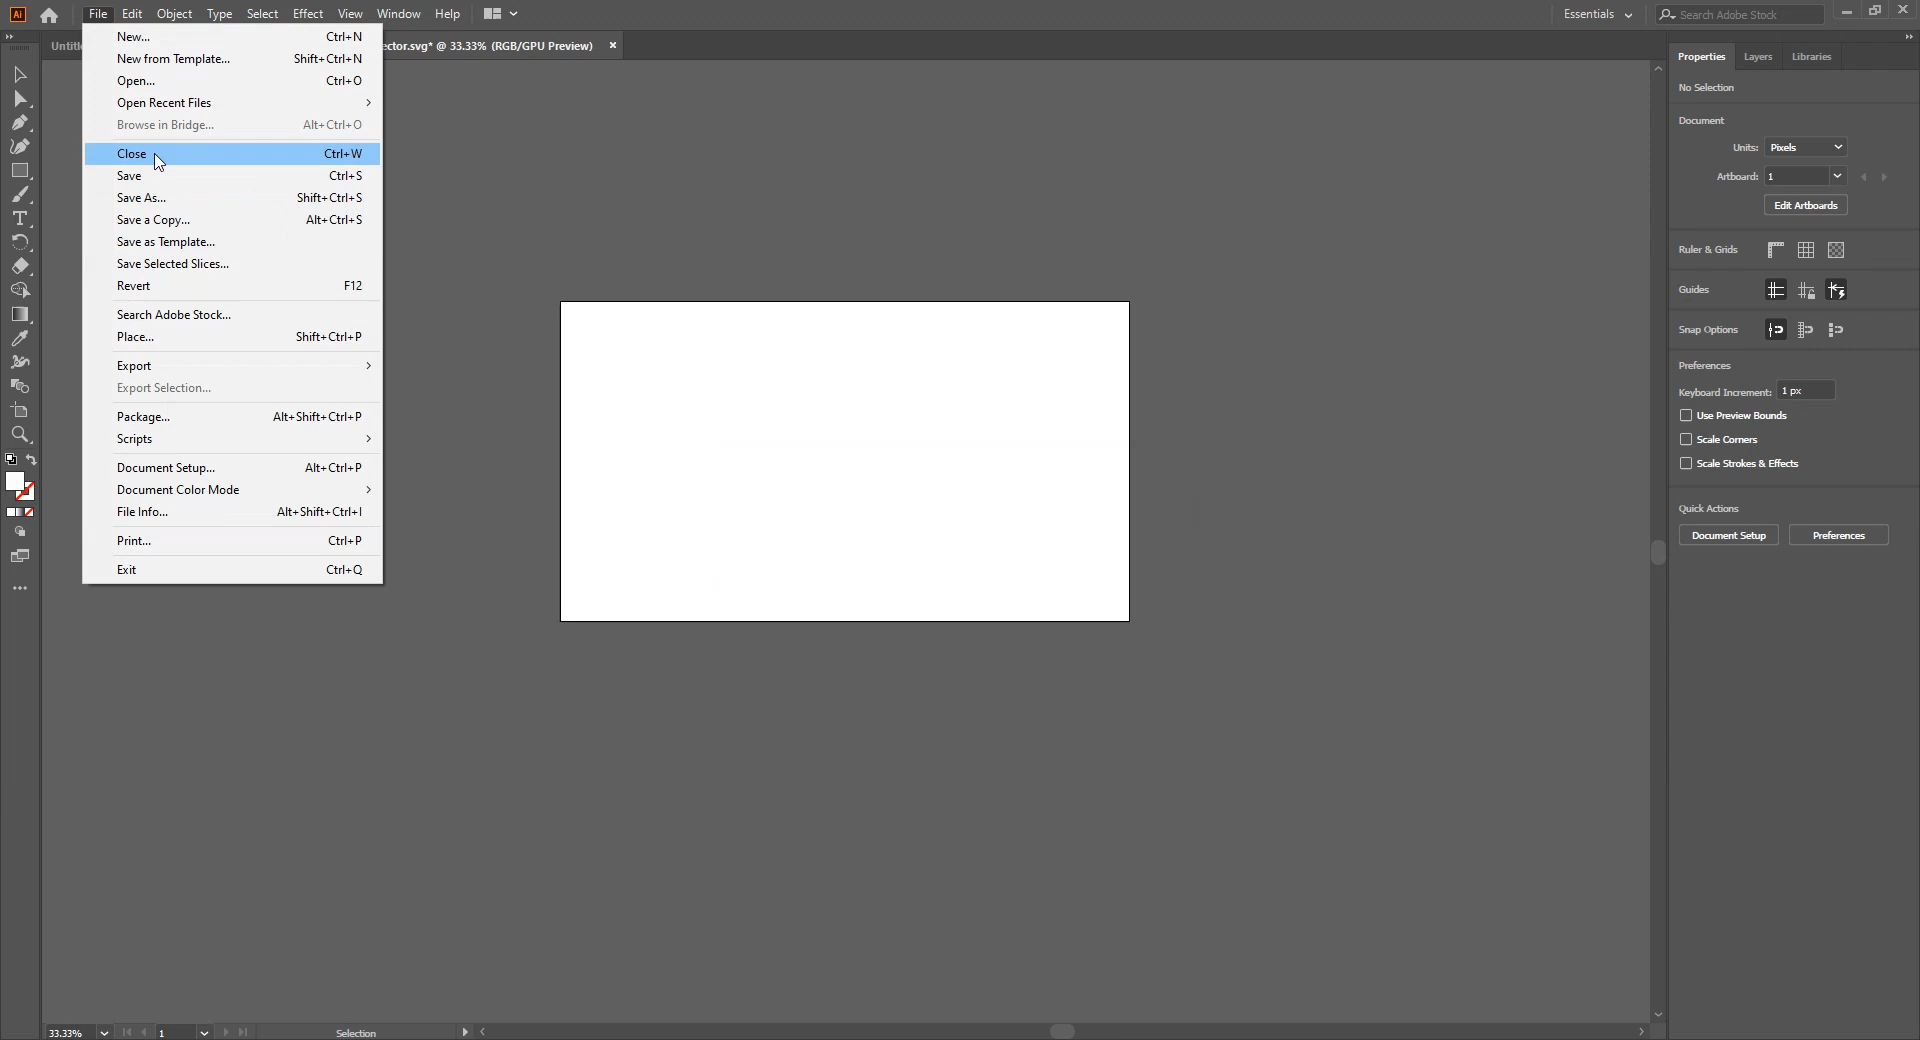 Ai File Edit Object Type Select Effect View Window Help Essentials Search Adobe Stock
ector.svg* @ 33.33% (RGB/GPU Preview) ×
New... Ctrl+N
New from Template... Shift+Ctrl+N
Open... Ctrl+O
Open Recent Files
Browse in Bridge... Alt+Ctrl+O
Close Ctrl+W
Save Ctrl+S
Save As... Shift+Ctrl+S
Save a Copy... Alt+Ctrl+S
Save as Template...
Save Selected Slices...
Revert F12
Search Adobe Stock...
Place... Shift+Ctrl+P
Export
Export Selection...
Package... Alt+Shift+Ctrl+P
Scripts
Document Setup... Alt+Ctrl+P
Document Color Mode
File Info... Alt+Shift+Ctrl+I
Print... Ctrl+P
Exit Ctrl+Q
Properties Layers Libraries
No Selection
Document
Units: Pixels
Artboard: 1
Edit Artboards
Ruler & Grids
Guides
Snap Options
Preferences
Keyboard Increment: 1 px
Use Preview Bounds
Scale Corners
Scale Strokes & Effects
Quick Actions
Document Setup Preferences
33.33% 1 Selection